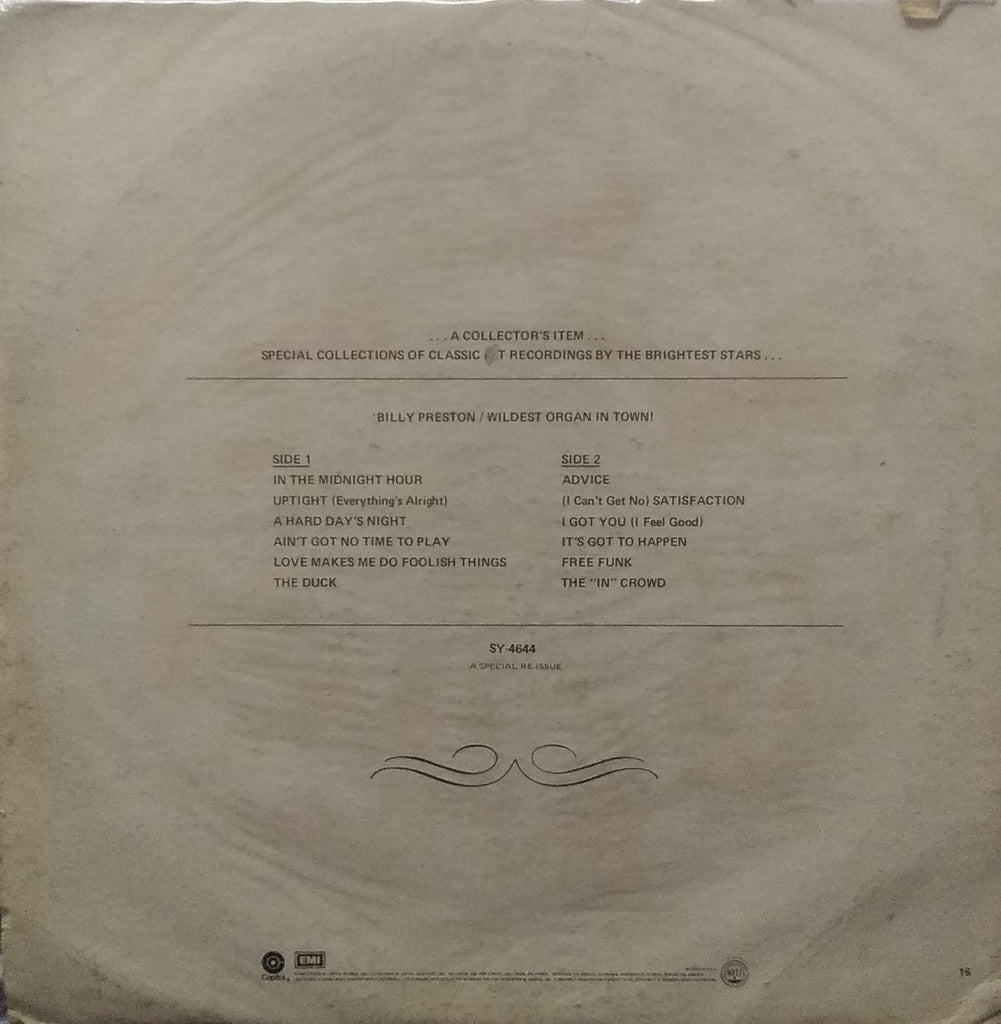 ... A COLLECTOR'S ITEM ...
SPECIAL COLLECTIONS OF CLASSIC RECORDINGS BY THE BRIGHTEST STARS ...
BILLY PRESTON / WILDEST ORGAN IN TOWN!
SIDE 1
IN THE MIDNIGHT HOUR
UPTIGHT (Everything's Alright)
A HARD DAY'S NIGHT
AIN'T GOT NO TIME TO PLAY
LOVE MAKES ME DO FOOLISH THINGS
THE DUCK
SIDE 2
ADVICE
(I Can't Get No) SATISFACTION
I GOT YOU (I Feel Good)
IT'S GOT TO HAPPEN
FREE FUNK
THE "IN" CROWD
SY-4644
A SPECIAL RE-ISSUE
Capitol
EMI
16